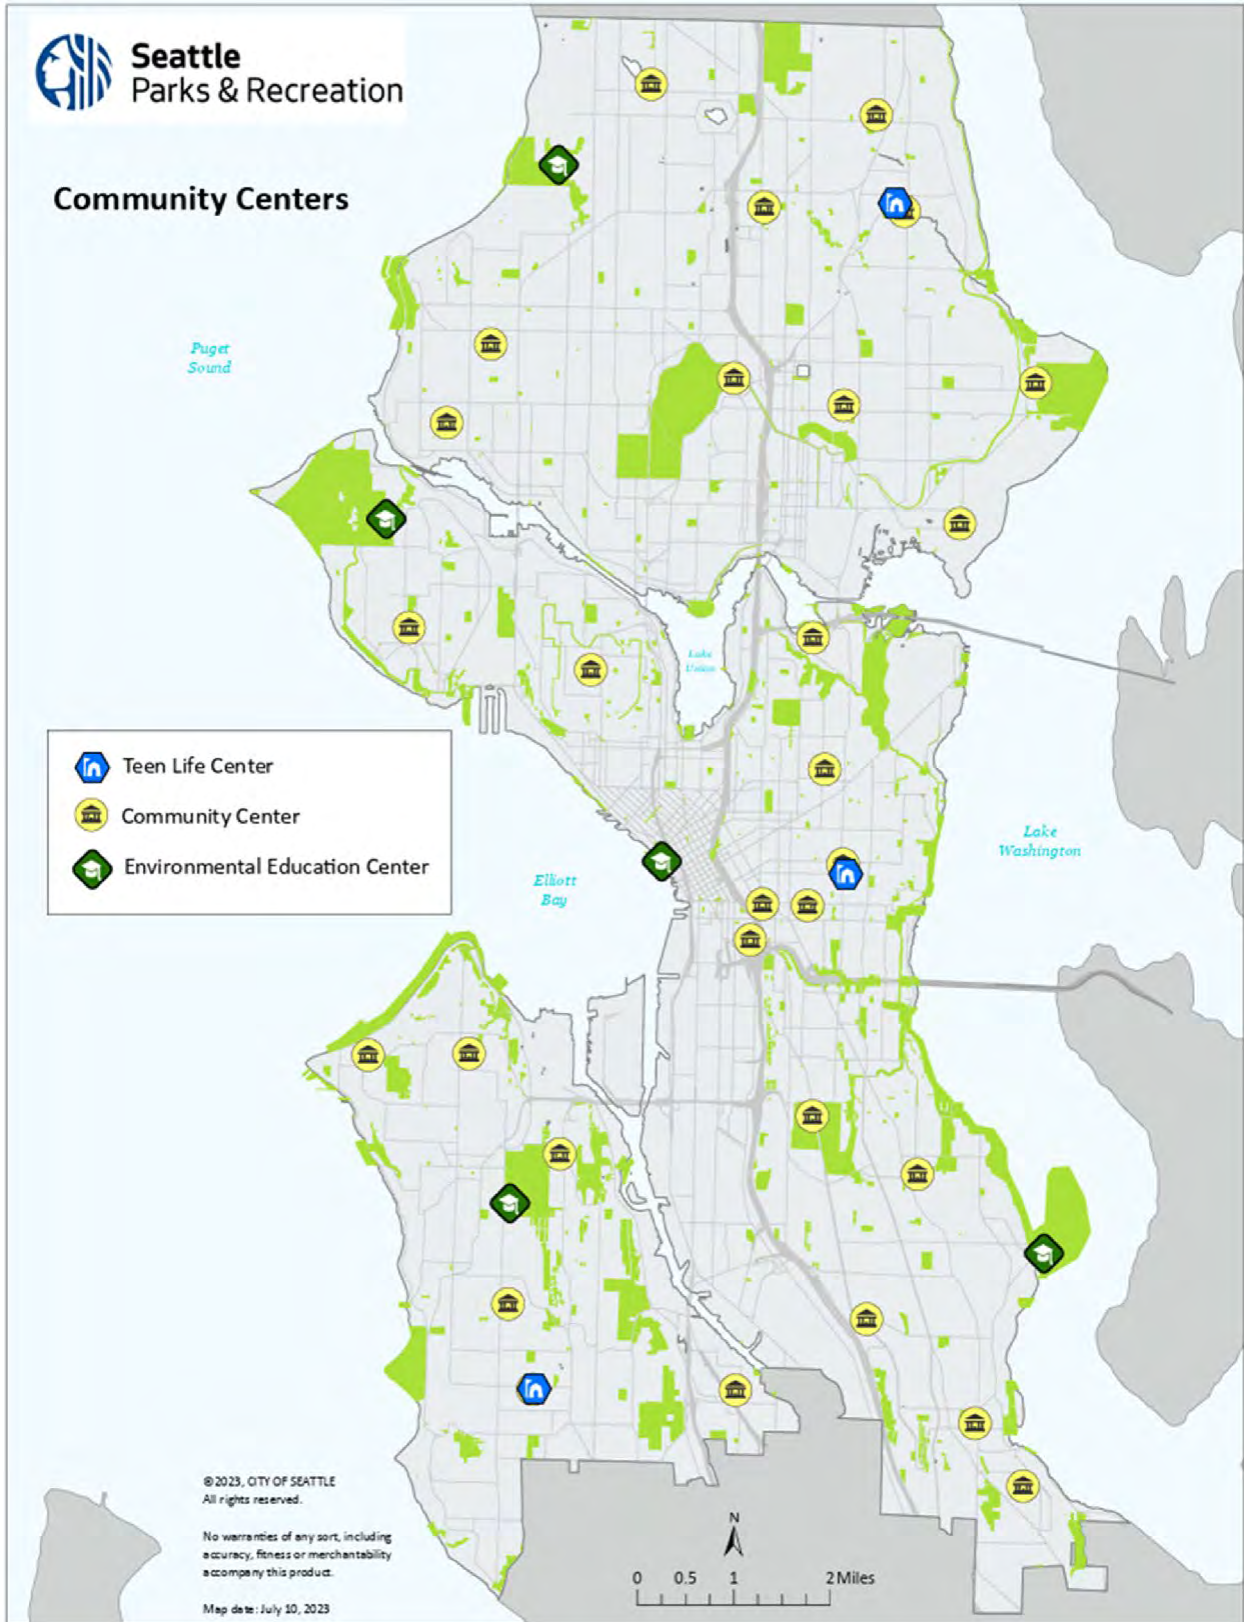 Seattle
Parks & Recreation
Community Centers
Puget
Sound
Lake
Union
Teen Life Center
Community Center
Environmental Education Center
Elliott
Bay
Lake
Washington
©2023, CITY OF SEATTLE
All rights reserved.
No warranties of any sort, including
accuracy, fitness or merchantability
accompany this product.
Map date: July 10, 2023
N
0 0.5 1 2 Miles